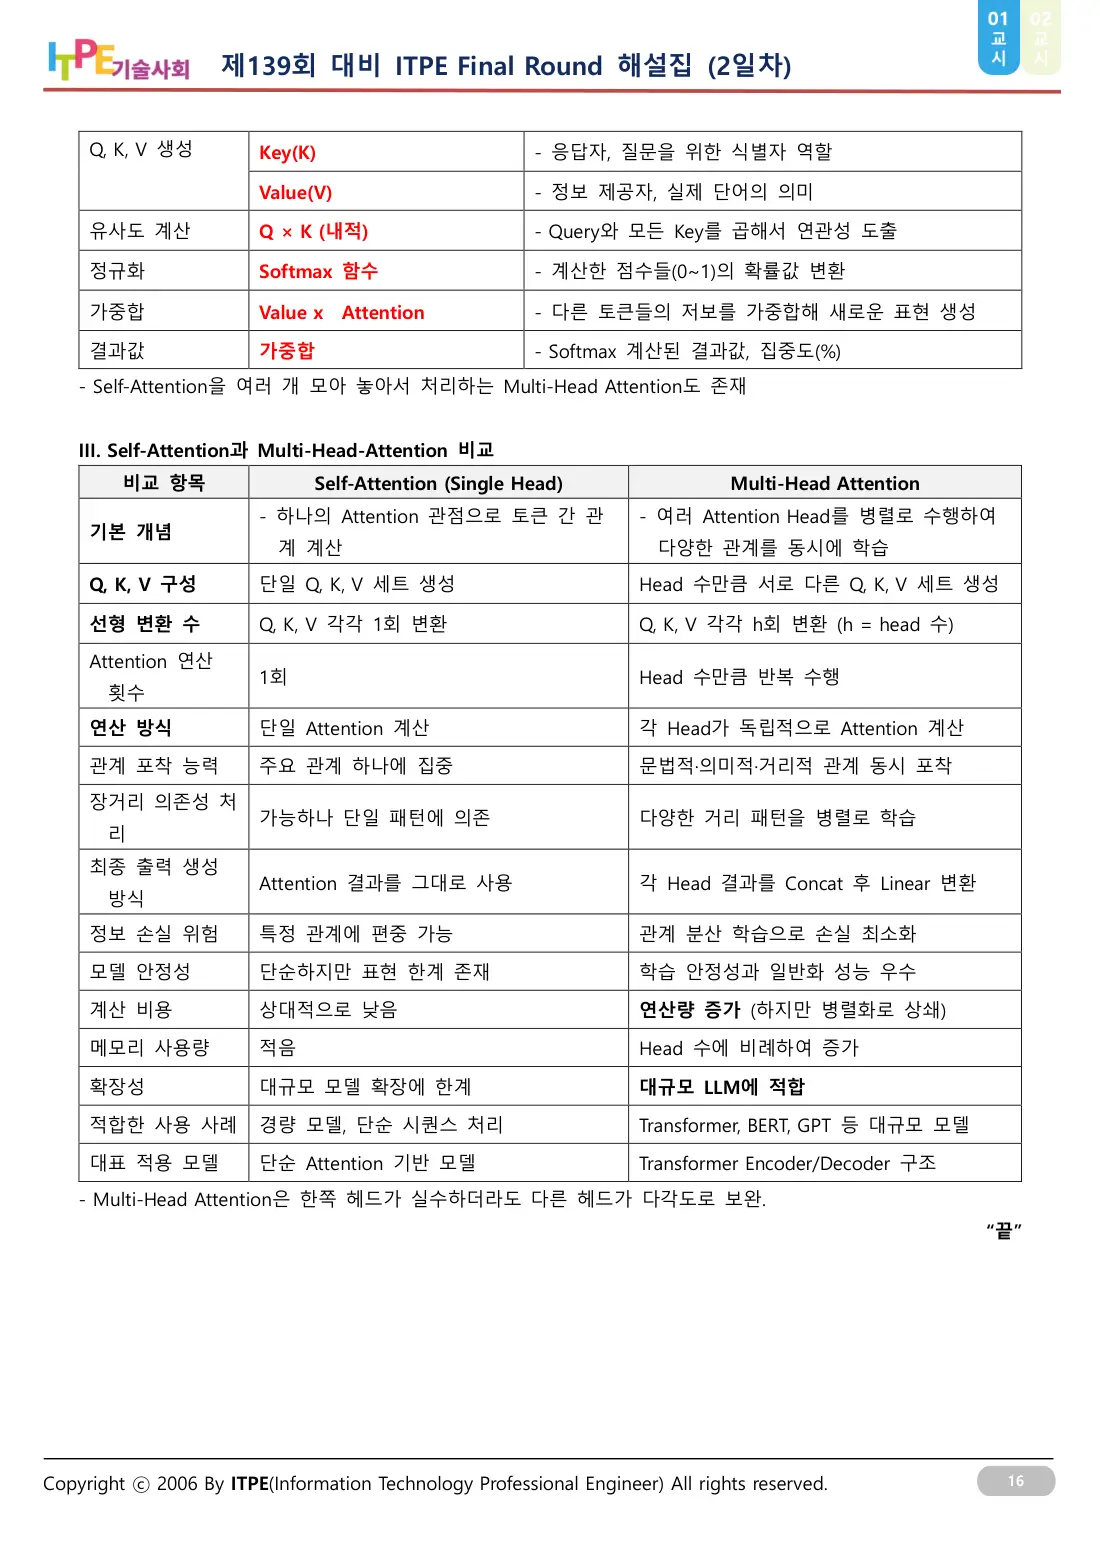 01
교
시
02
교
시
ITPE기술사회 제139회 대비 ITPE Final Round 해설집 (2일차)
Q, K, V 생성
Key(K)
- 응답자, 질문을 위한 식별자 역할
Value(V)
- 정보 제공자, 실제 단어의 의미
유사도 계산
Q × K (내적)
- Query와 모든 Key를 곱해서 연관성 도출
정규화
Softmax 함수
- 계산한 점수들(0~1)의 확률값 변환
가중합
Value x Attention
- 다른 토큰들의 저보를 가중합해 새로운 표현 생성
결과값
가중합
- Softmax 계산된 결과값, 집중도(%)
- Self-Attention을 여러 개 모아 놓아서 처리하는 Multi-Head Attention도 존재
III. Self-Attention과 Multi-Head-Attention 비교
비교 항목
Self-Attention (Single Head)
Multi-Head Attention
기본 개념
- 하나의 Attention 관점으로 토큰 간 관
계 계산
- 여러 Attention Head를 병렬로 수행하여
다양한 관계를 동시에 학습
Q, K, V 구성
단일 Q, K, V 세트 생성
Head 수만큼 서로 다른 Q, K, V 세트 생성
선형 변환 수
Q, K, V 각각 1회 변환
Q, K, V 각각 h회 변환 (h = head 수)
Attention 연산
횟수
1회
Head 수만큼 반복 수행
연산 방식
단일 Attention 계산
각 Head가 독립적으로 Attention 계산
관계 포착 능력
주요 관계 하나에 집중
문법적·의미적·거리적 관계 동시 포착
장거리 의존성 처
리
가능하나 단일 패턴에 의존
다양한 거리 패턴을 병렬로 학습
최종 출력 생성
방식
Attention 결과를 그대로 사용
각 Head 결과를 Concat 후 Linear 변환
정보 손실 위험
특정 관계에 편중 가능
관계 분산 학습으로 손실 최소화
모델 안정성
단순하지만 표현 한계 존재
학습 안정성과 일반화 성능 우수
계산 비용
상대적으로 낮음
연산량 증가 (하지만 병렬화로 상쇄)
메모리 사용량
적음
Head 수에 비례하여 증가
확장성
대규모 모델 확장에 한계
대규모 LLM에 적합
적합한 사용 사례
경량 모델, 단순 시퀀스 처리
Transformer, BERT, GPT 등 대규모 모델
대표 적용 모델
단순 Attention 기반 모델
Transformer Encoder/Decoder 구조
- Multi-Head Attention은 한쪽 헤드가 실수하더라도 다른 헤드가 다각도로 보완.
“끝”
Copyright ⓒ 2006 By ITPE(Information Technology Professional Engineer) All rights reserved.
16